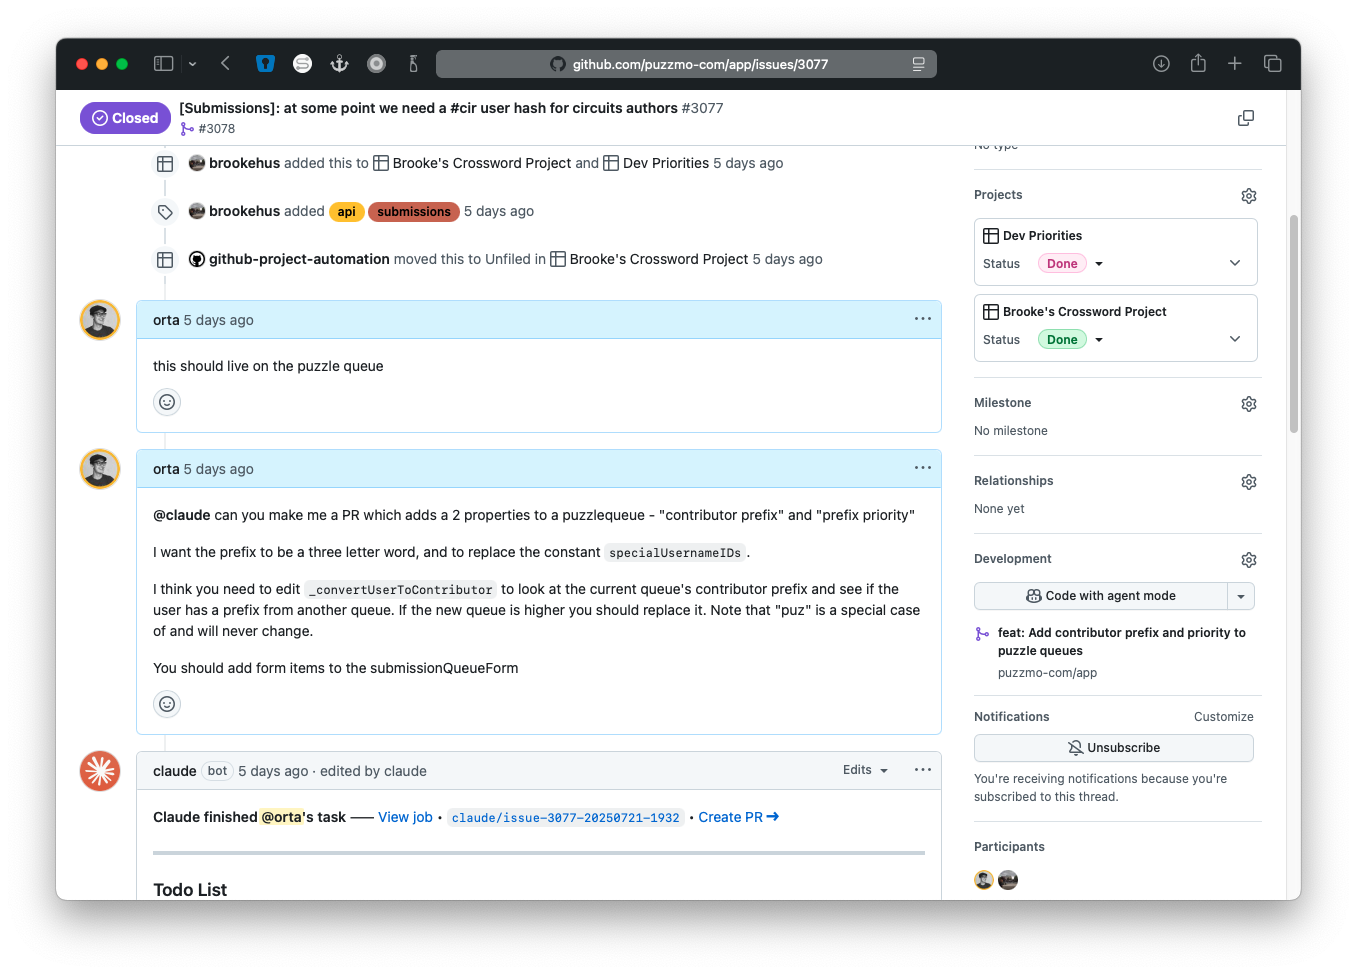 github.com/puzzmo-com/app/issues/3077
Closed
[Submissions]: at some point we need a #cir user hash for circuits authors #3077
#3078
No type
brookehus added this to Brooke's Crossword Project and Dev Priorities 5 days ago
brookehus added api submissions 5 days ago
github-project-automation moved this to Unfiled in Brooke's Crossword Project 5 days ago
orta 5 days ago
this should live on the puzzle queue
orta 5 days ago
@claude can you make me a PR which adds a 2 properties to a puzzlequeue - "contributor prefix" and "prefix priority"
I want the prefix to be a three letter word, and to replace the constant specialUsernameIDs.
I think you need to edit _convertUserToContributor to look at the current queue's contributor prefix and see if the
user has a prefix from another queue. If the new queue is higher you should replace it. Note that "puz" is a special case
of and will never change.
You should add form items to the submissionQueueForm
claude bot 5 days ago · edited by claude
Edits
Claude finished @orta's task —— View job • claude/issue-3077-20250721-1932 • Create PR ➔
Todo List
Projects
Dev Priorities
Status Done
Brooke's Crossword Project
Status Done
Milestone
No milestone
Relationships
None yet
Development
Code with agent mode
feat: Add contributor prefix and priority to
puzzle queues
puzzmo-com/app
Notifications
Customize
Unsubscribe
You're receiving notifications because you're
subscribed to this thread.
Participants